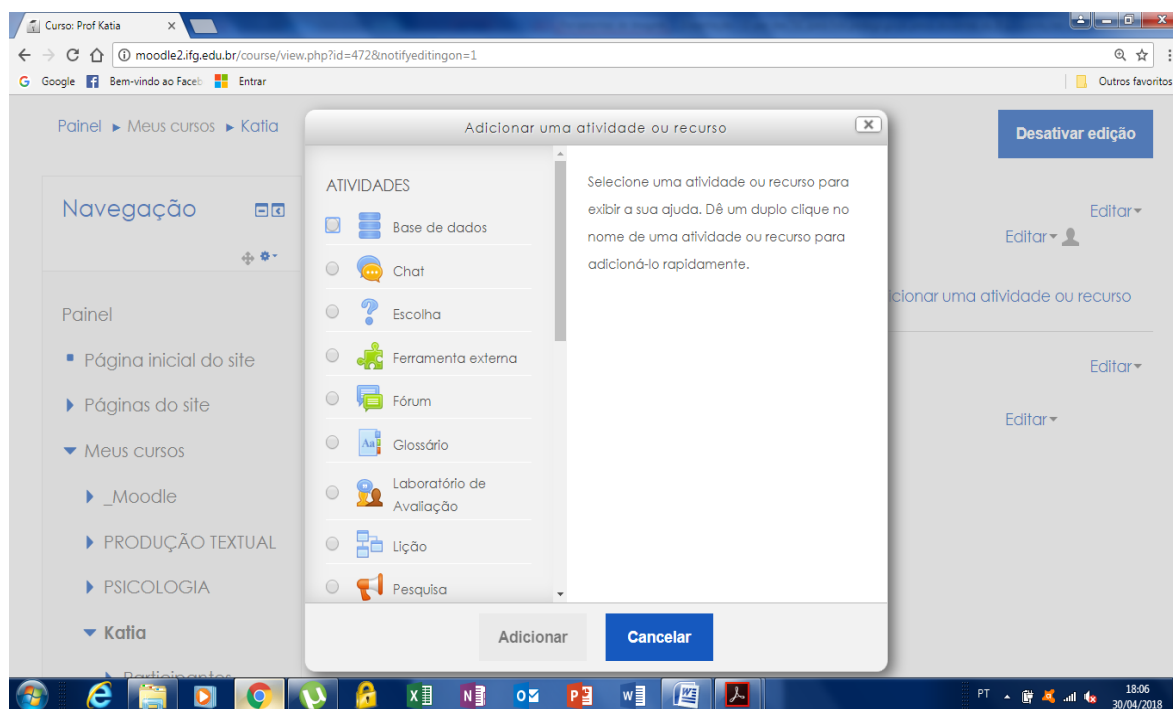 Curso: Prof Katia
moodle2.ifg.edu.br/course/view.php?id=472&notifyeditingon=1
Google
Bem-vindo ao Faceb
Entrar
Outros favoritos
Painel ► Meus cursos ► Katia
Desativar edição
Navegação
Painel
Página inicial do site
Páginas do site
Meus cursos
_Moodle
PRODUÇÃO TEXTUAL
PSICOLOGIA
Katia
Participantes
Adicionar uma atividade ou recurso
ATIVIDADES
Base de dados
Chat
Escolha
Ferramenta externa
Fórum
Glossário
Laboratório de
Avaliação
Lição
Pesquisa
Selecione uma atividade ou recurso para
exibir a sua ajuda. Dê um duplo clique no
nome de uma atividade ou recurso para
adicioná-lo rapidamente.
Adicionar
Cancelar
Editar
Editar
cionar uma atividade ou recurso
Editar
Editar
PT
18:06
30/04/2018